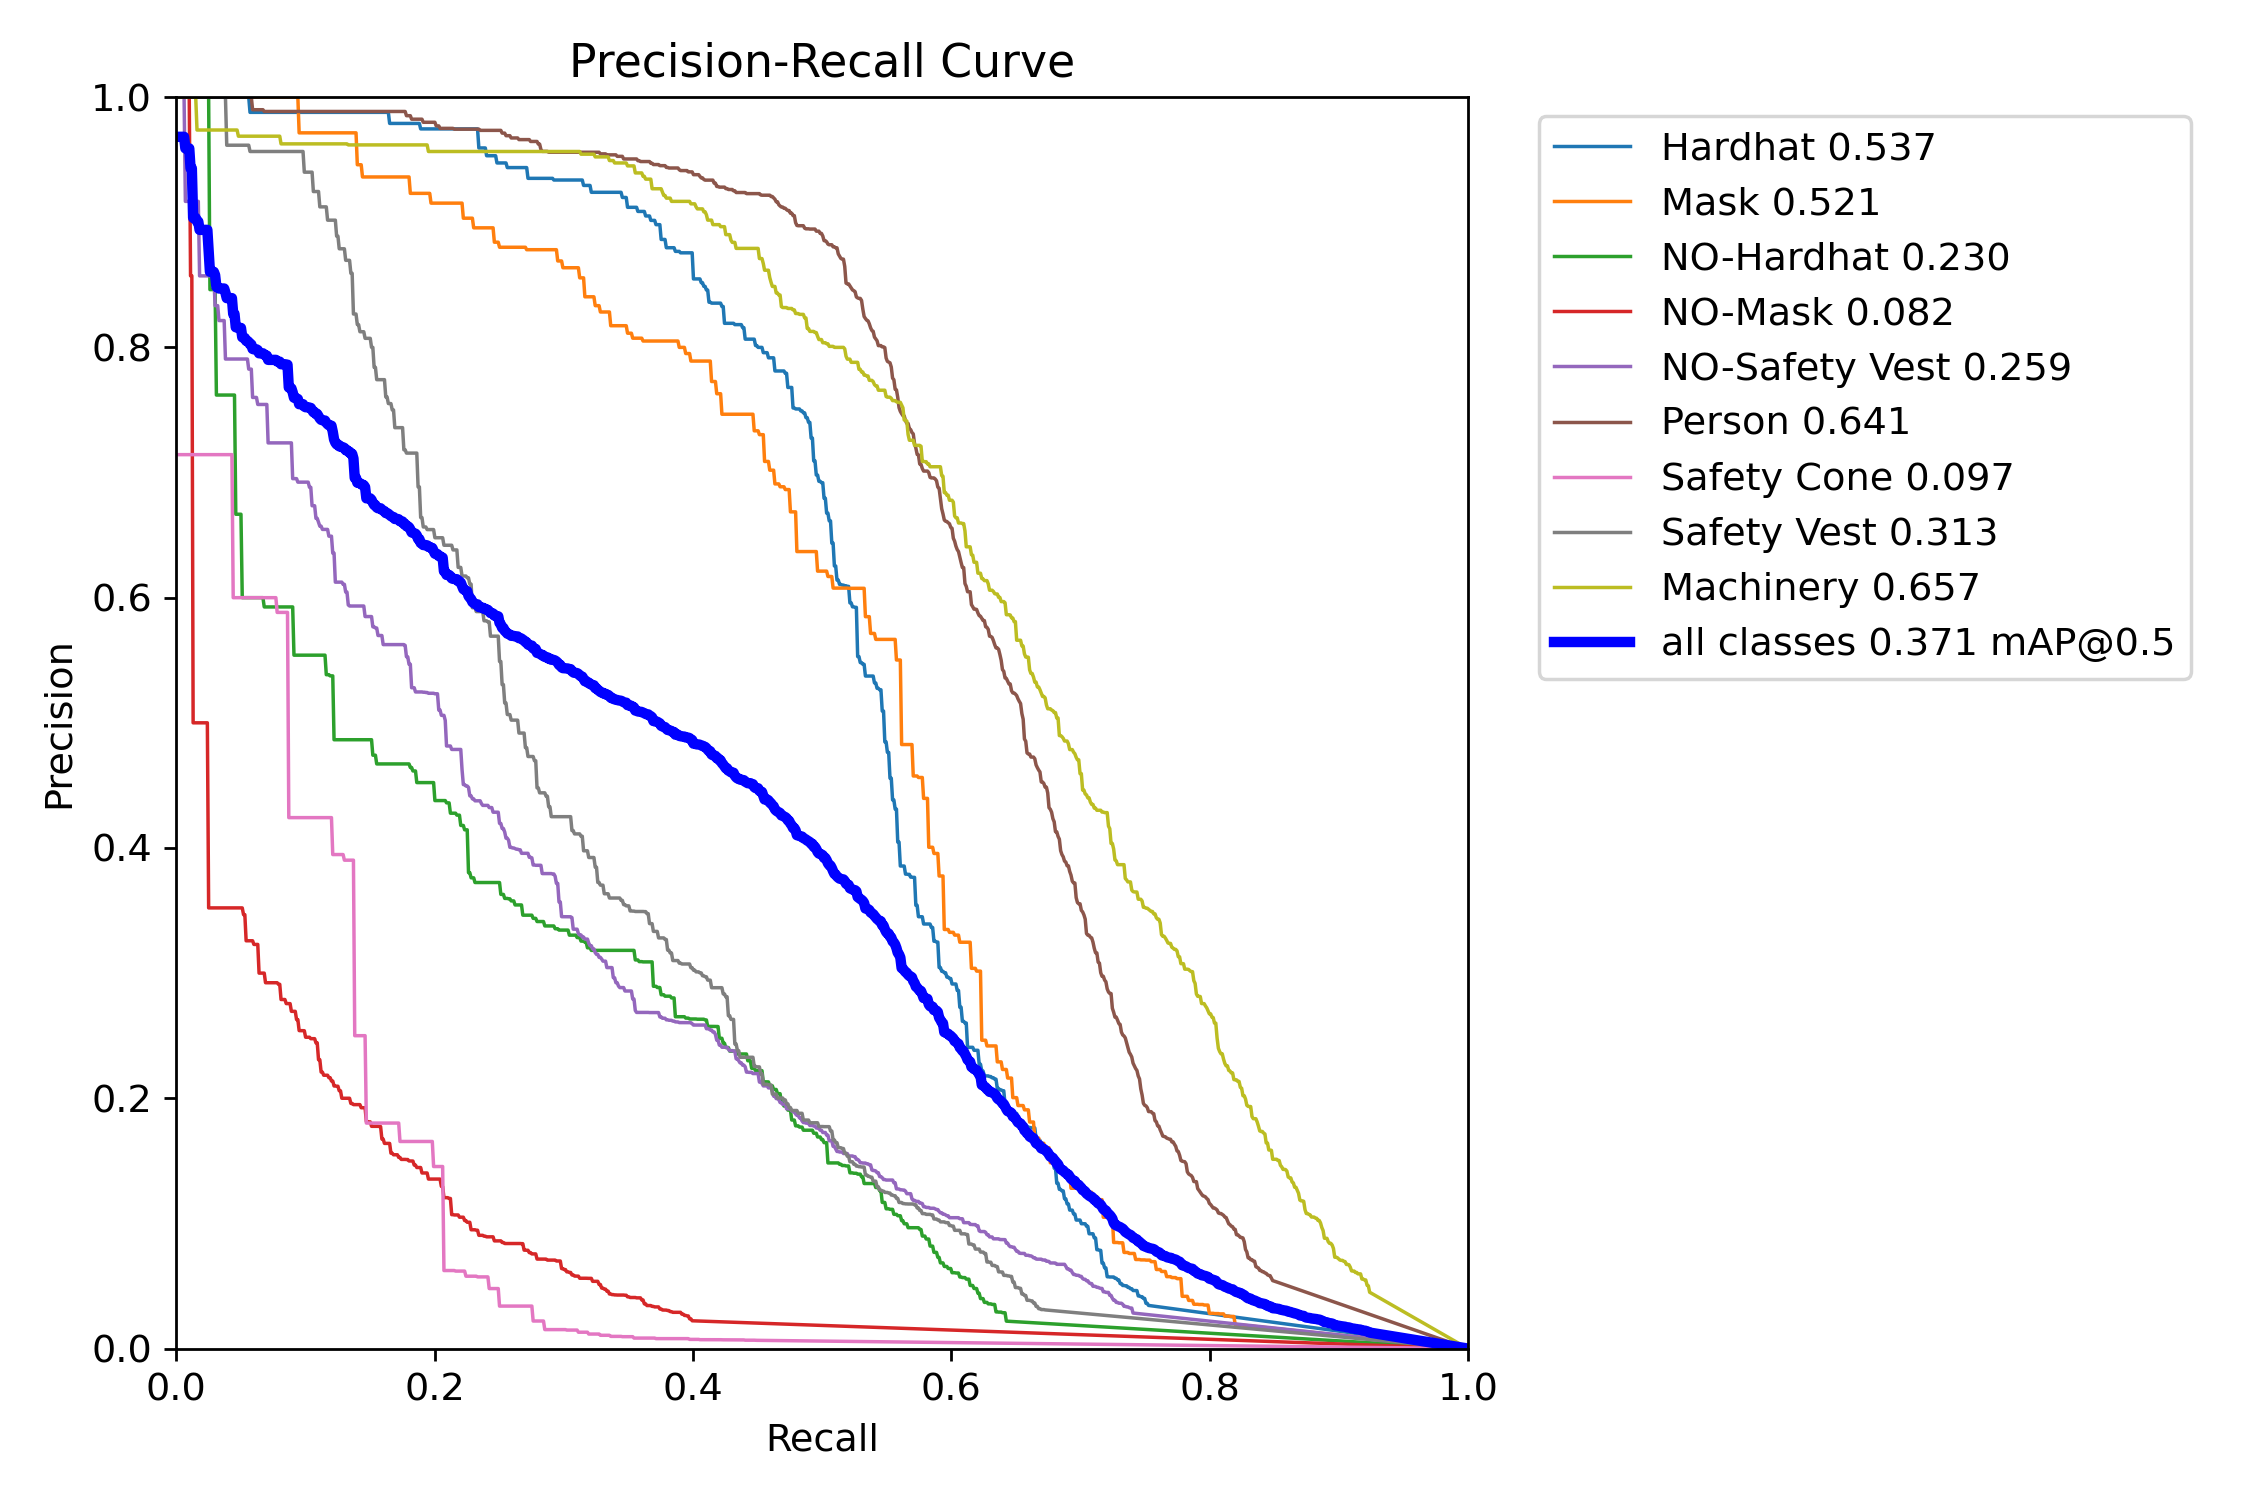 Precision-Recall Curve
1.0
0.8
0.6
0.4
0.2
0.0
Precision
0.0 0.2 0.4 0.6 0.8 1.0
Recall
Hardhat 0.537
Mask 0.521
NO-Hardhat 0.230
NO-Mask 0.082
NO-Safety Vest 0.259
Person 0.641
Safety Cone 0.097
Safety Vest 0.313
Machinery 0.657
all classes 0.371 mAP@0.5